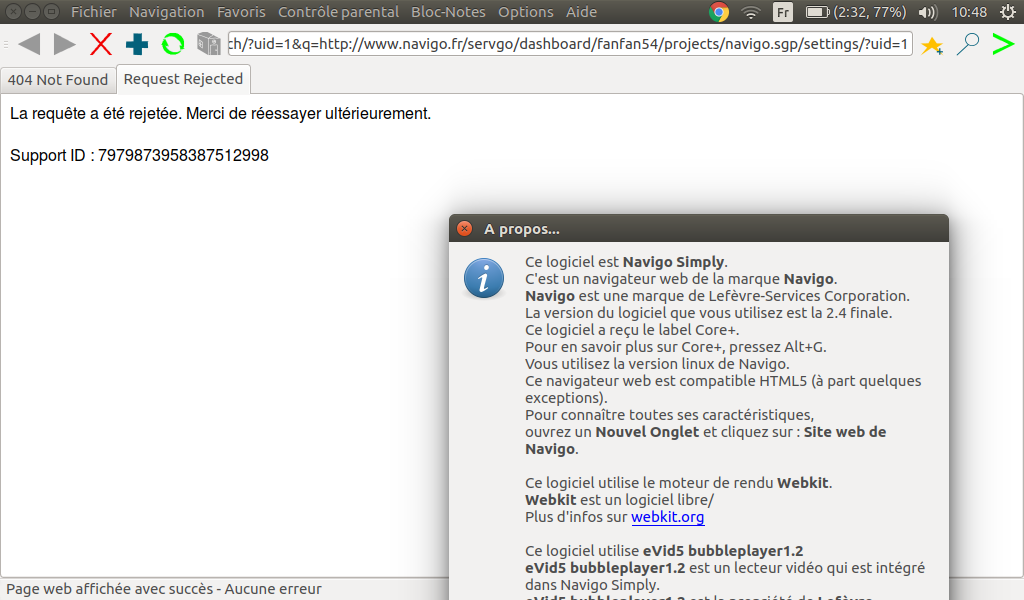 Fichier Navigation Favoris Contrôle parental Bloc-Notes Options Aide Fr (2:32, 77%) 10:48
ch/?uid=1&q=http://www.navigo.fr/servgo/dashboard/fanfan54/projects/navigo.sgp/settings/?uid=1
404 Not Found Request Rejected
La requête a été rejetée. Merci de réessayer ultérieurement.
Support ID : 7979873958387512998
A propos...
Ce logiciel est Navigo Simply.
C'est un navigateur web de la marque Navigo.
Navigo est une marque de Lefèvre-Services Corporation.
La version du logiciel que vous utilisez est la 2.4 finale.
Ce logiciel a reçu le label Core+.
Pour en savoir plus sur Core+, pressez Alt+G.
Vous utilisez la version linux de Navigo.
Ce navigateur web est compatible HTML5 (à part quelques
exceptions).
Pour connaître toutes ses caractéristiques,
ouvrez un Nouvel Onglet et cliquez sur : Site web de
Navigo.
Ce logiciel utilise le moteur de rendu Webkit.
Webkit est un logiciel libre/
Plus d'infos sur webkit.org
Ce logiciel utilise eVid5 bubbleplayer1.2
eVid5 bubbleplayer1.2 est un lecteur vidéo qui est intégré
dans Navigo Simply.
eVid5 bubbleplayer1.2 est la propriété de Lefèvre
Page web affichée avec succès - Aucune erreur